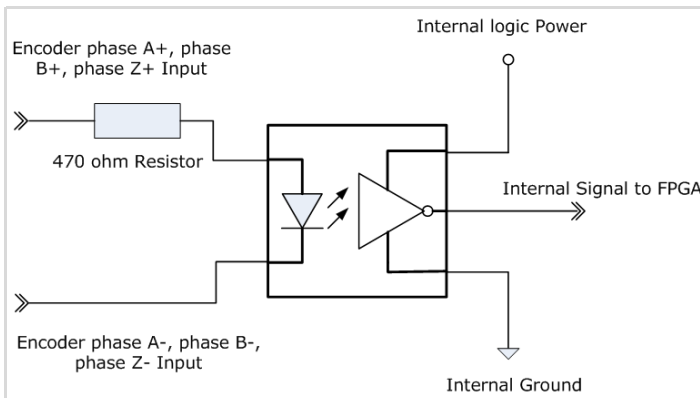 Internal logic Power
Encoder phase A+, phase
B+, phase Z+ Input
470 ohm Resistor
Internal Signal to FPGA
Encoder phase A-, phase B-,
phase Z- Input
Internal Ground